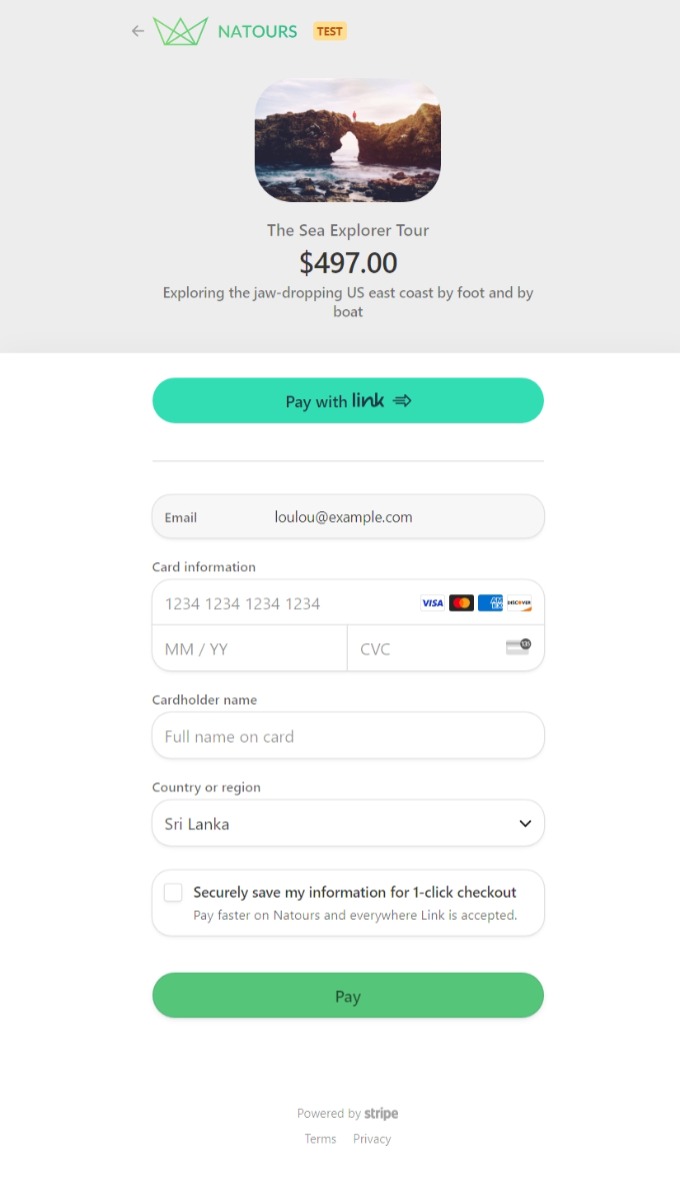 NATOURS TEST
The Sea Explorer Tour
$497.00
Exploring the jaw-dropping US east coast by foot and by
boat
Pay with link
Email loulou@example.com
Card information
1234 1234 1234 1234 VISA AMEX DISCOVER
MM / YY CVC 135
Cardholder name
Full name on card
Country or region
Sri Lanka
Securely save my information for 1-click checkout
Pay faster on Natours and everywhere Link is accepted.
Pay
Powered by stripe
Terms Privacy